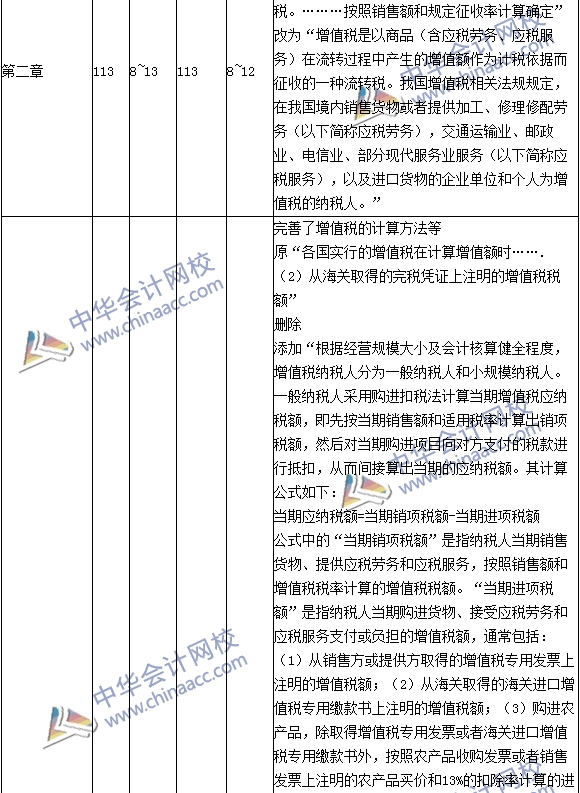 税。………按照销售额和规定征收率计算确定”
改为“增值税是以商品（含应税劳务、应税服
务）在流转过程中产生的增值额作为计税依据而
第二章 113 8~13 113 8~12 征收的一种流转税。我国增值税相关法规规定，
在我国境内销售货物或者提供加工、修理修配劳
务（以下简称应税劳务），交通运输业、邮政
业、电信业、部分现代服务业服务（以下简称应
税服务），以及进口货物的企业单位和个人为增
值税的纳税人。”
完善了增值税的计算方法等
原“各国实行的增值税在计算增值额时…….
（2）从海关取得的完税凭证上注明的增值税税
额”
删除
添加“根据经营规模大小及会计核算健全程度，
增值税纳税人分为一般纳税人和小规模纳税人。
一般纳税人采用购进扣税法计算当期增值税应纳
税额，即先按当期销售额和适用税率计算出销项
税额，然后对当期购进项目向对方支付的税款进
行抵扣，从而间接算出当期的应纳税额。其计算
公式如下：
当期应纳税额=当期销项税额-当期进项税额
公式中的“当期销项税额”是指纳税人当期销售
货物、提供应税劳务和应税服务，按照销售额和
增值税税率计算的增值税税额。“当期进项税
额”是指纳税人当期购进货物、接受应税劳务和
应税服务支付或负担的增值税额，通常包括：
（1）从销售方或提供方取得的增值税专用发票上
注明的增值税额；（2）从海关取得的海关进口增
值税专用缴款书上注明的增值税额；（3）购进农
产品，除取得增值税专用发票或者海关进口增值
税专用缴款书外，按照农产品收购发票或者销售
发票上注明的农产品买价和13%的扣除率计算的进
中华会计网校
www.chinaacc.com
中华会计网校
www.chinaacc.com
中华会计网校
www.chinaacc.com
中华会计网校
www.chinaacc.com